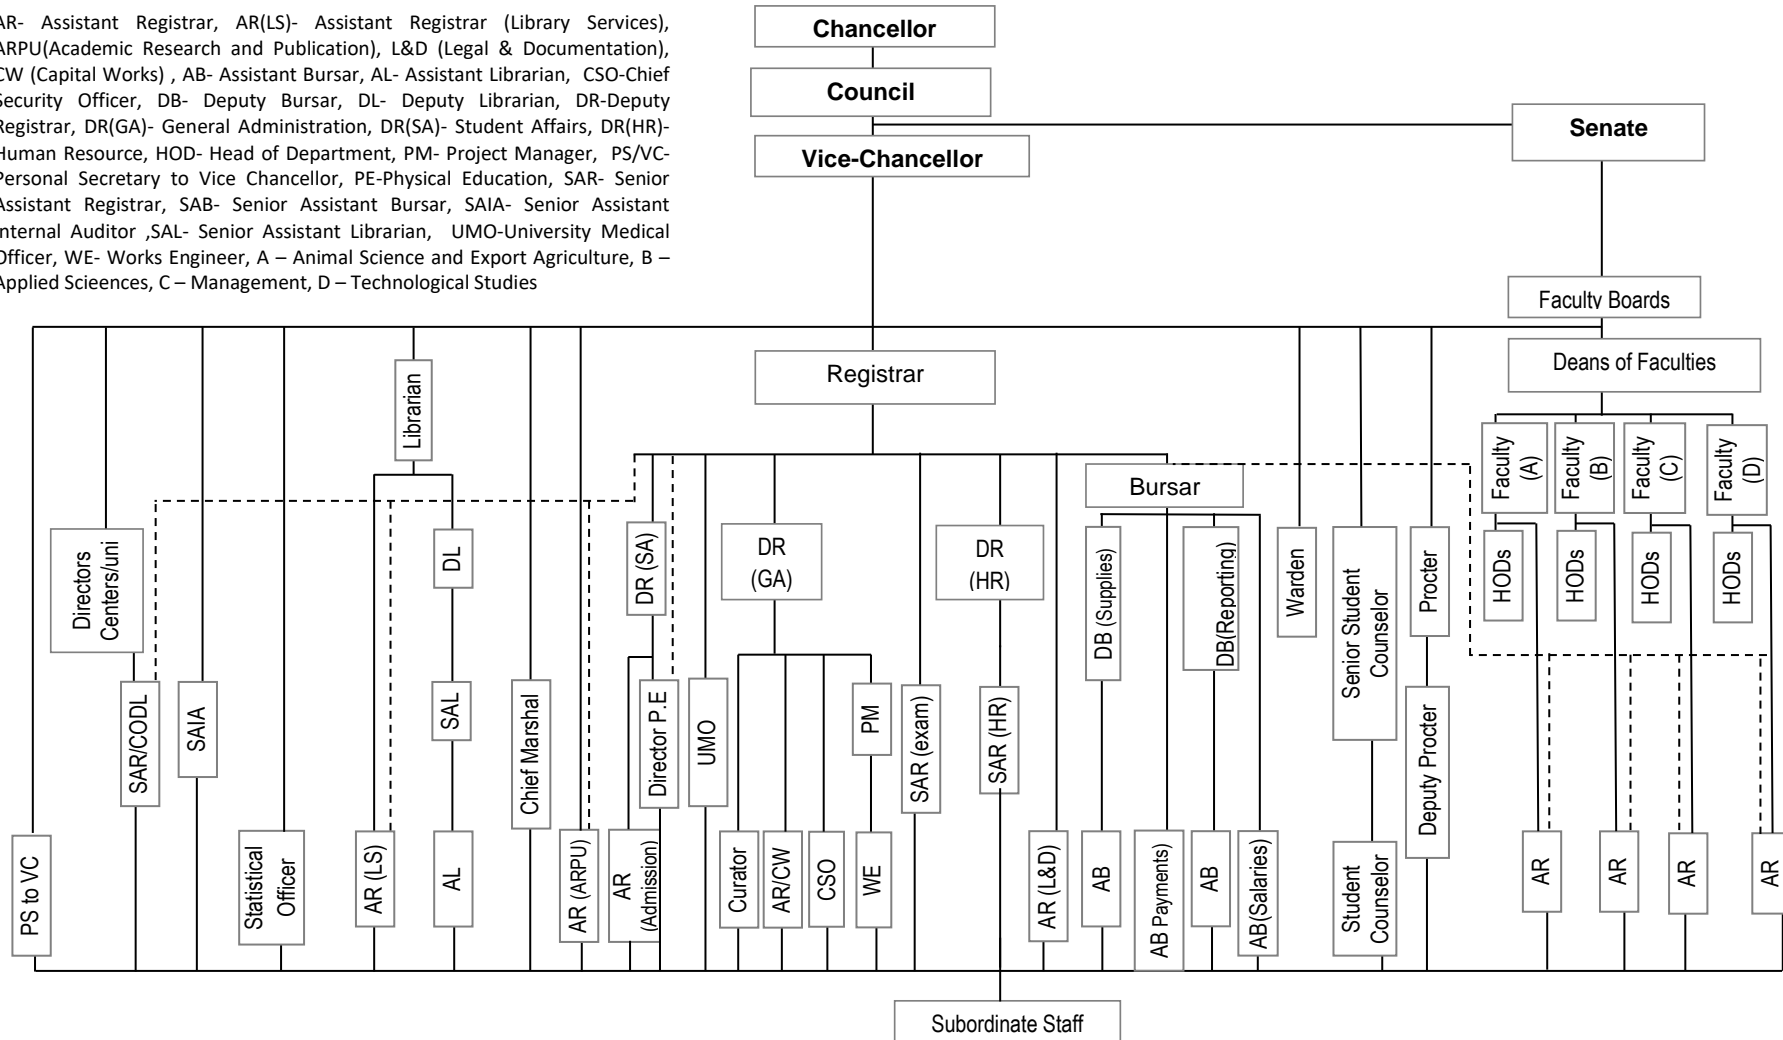 AR- Assistant Registrar, AR(LS)- Assistant Registrar (Library Services),
ARPU(Academic Research and Publication), L&D (Legal & Documentation),
CW (Capital Works) , AB- Assistant Bursar, AL- Assistant Librarian, CSO-Chief
Security Officer, DB- Deputy Bursar, DL- Deputy Librarian, DR-Deputy
Registrar, DR(GA)- General Administration, DR(SA)- Student Affairs, DR(HR)-
Human Resource, HOD- Head of Department, PM- Project Manager, PS/VC-
Personal Secretary to Vice Chancellor, PE-Physical Education, SAR- Senior
Assistant Registrar, SAB- Senior Assistant Bursar, SAIA- Senior Assistant
Internal Auditor ,SAL- Senior Assistant Librarian, UMO-University Medical
Officer, WE- Works Engineer, A – Animal Science and Export Agriculture, B –
Applied Scieences, C – Management, D – Technological Studies
Chancellor
Council
Senate
Vice-Chancellor
Faculty Boards
Registrar
Deans of Faculties
Librarian
Faculty
(A)
Faculty
(B)
Faculty
(C)
Faculty
(D)
Bursar
Directors
Centers/uni
DL
DR (SA)
DR
(GA)
DR
(HR)
DB (Supplies)
DB(Reporting)
Warden
Senior Student
Counselor
Procter
HODs
HODs
HODs
HODs
SAR/CODL
SAIA
SAL
Chief Marshal
Director P.E
UMO
PM
SAR (exam)
SAR (HR)
Deputy Procter
PS to VC
Statistical
Officer
AR (LS)
AL
AR (ARPU)
AR
(Admission)
Curator
AR/CW
CSO
WE
AR (L&D)
AB
AB Payments)
AB
AB(Salaries)
Student
Counselor
AR
AR
AR
AR
Subordinate Staff